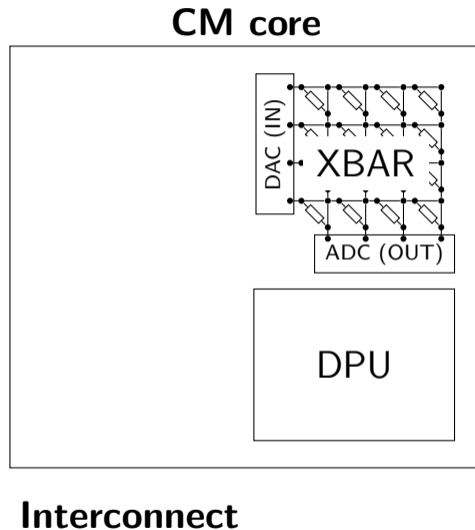 CM core
DAC (IN)
XBAR
ADC (OUT)
DPU
Interconnect